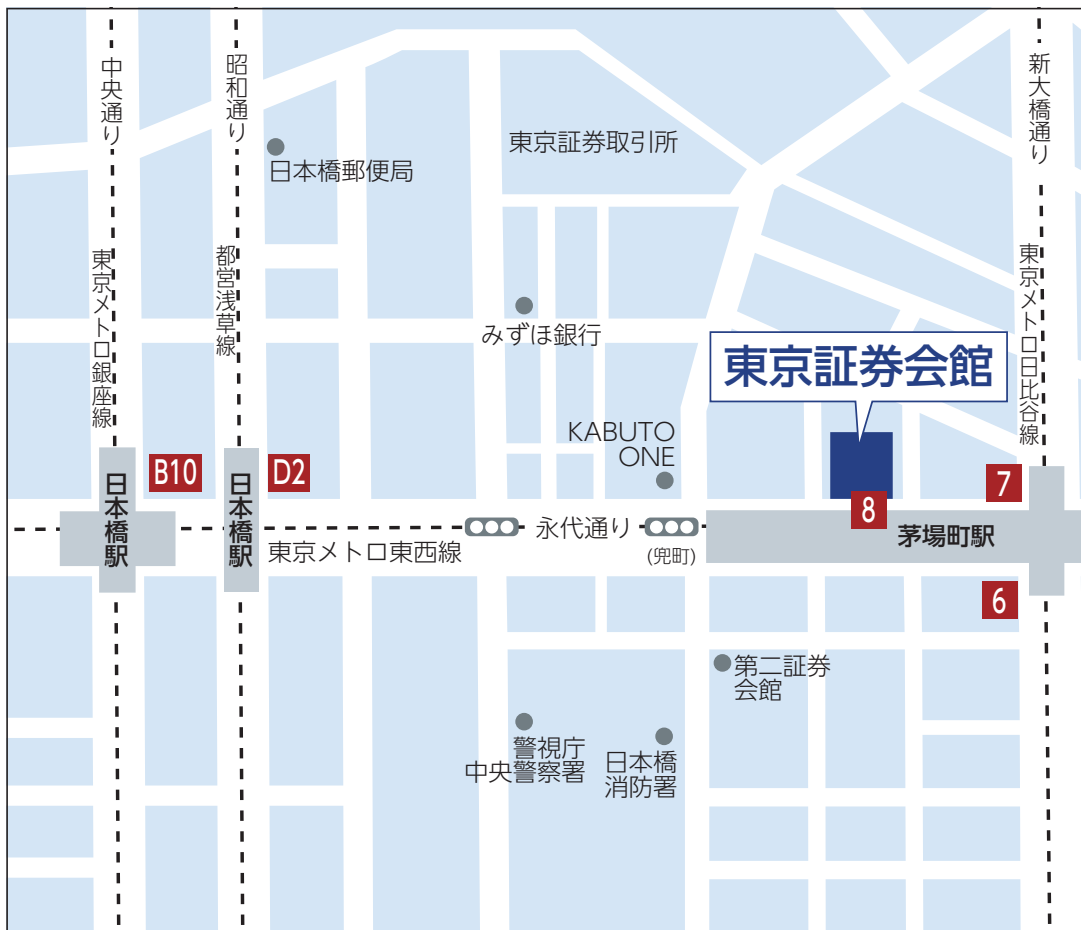 中央通り
昭和通り
新大橋通り
日本橋郵便局
東京証券取引所
東京メトロ銀座線
都営浅草線
東京メトロ日比谷線
みずほ銀行
東京証券会館
KABUTO
ONE
B10
D2
7
8
日本橋駅
日本橋駅
東京メトロ東西線
永代通り
(兜町)
茅場町駅
6
第二証券
会館
警視庁
中央警察署
日本橋
消防署